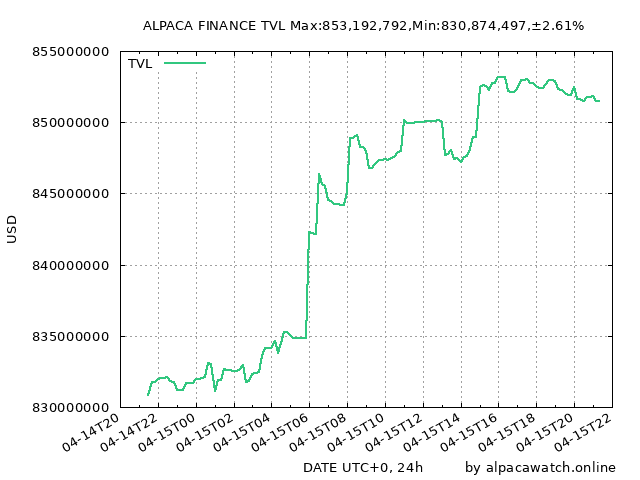 ALPACA FINANCE TVL Max:853,192,792,Min:830,874,497,±2.61%
855000000
TVL
850000000
845000000
USD
840000000
835000000
830000000
04-14T20 04-14T22 04-15T00 04-15T02 04-15T04 04-15T06 04-15T08 04-15T10 04-15T12 04-15T14 04-15T16 04-15T18 04-15T20 04-15T22
DATE UTC+0, 24h by alpacawatch.online